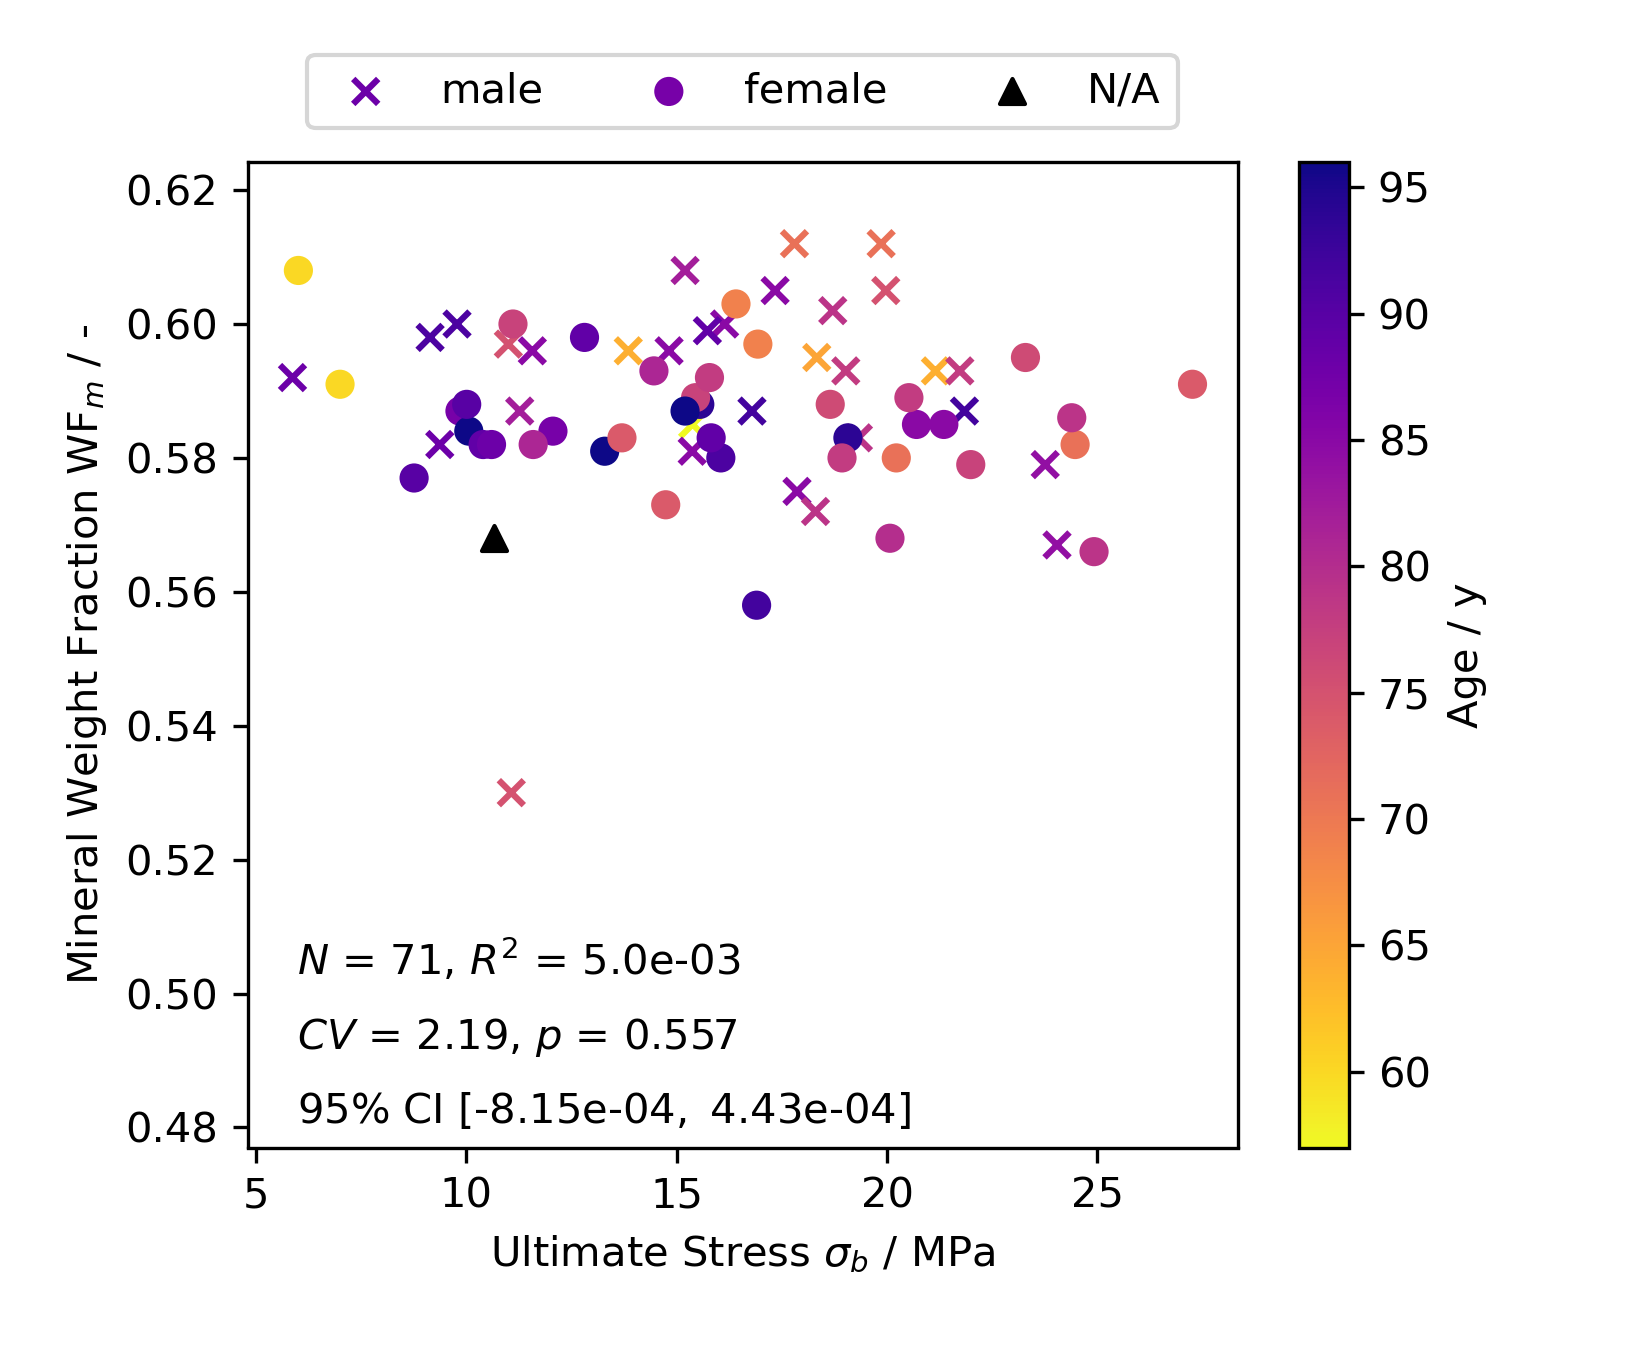 male female N/A
0.62
0.60
0.58
0.56
0.54
0.52
0.50
0.48
Mineral Weight Fraction WFₘ / -
N = 71, R² = 5.0e-03
CV = 2.19, p = 0.557
95% CI [-8.15e-04, 4.43e-04]
5 10 15 20 25
Ultimate Stress σ_b / MPa
95
90
85
80
75
70
65
60
Age / y